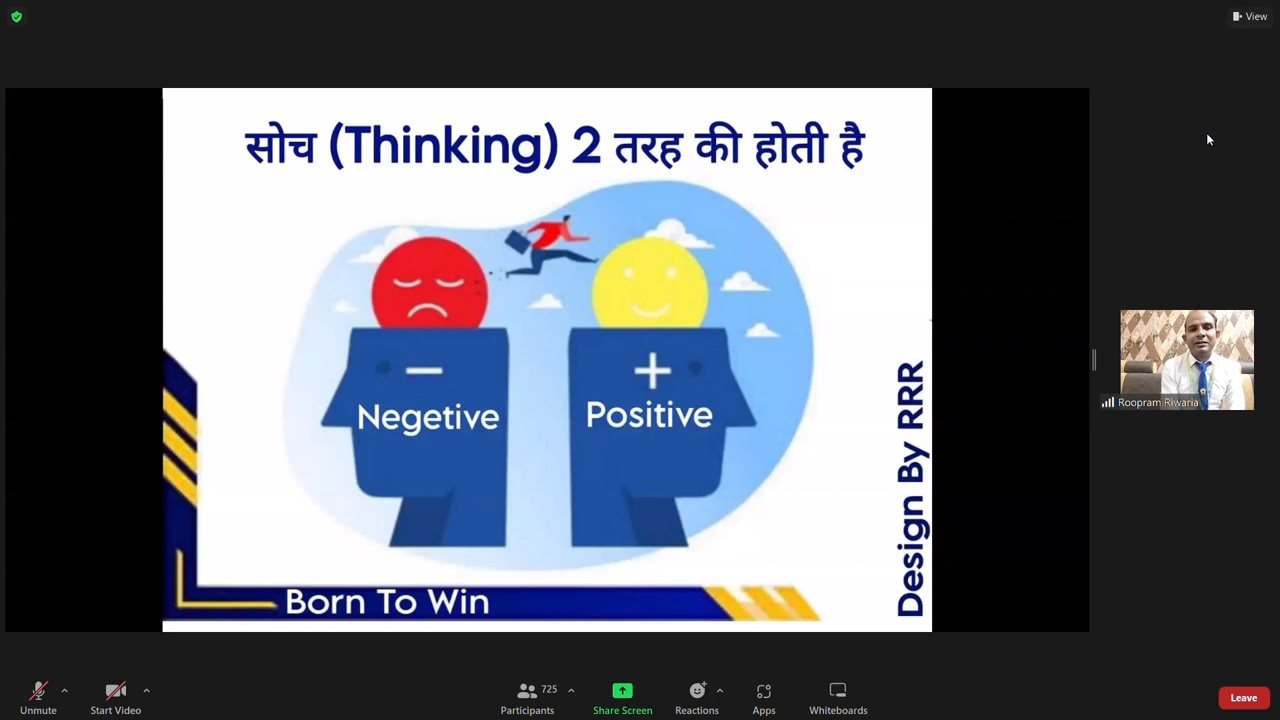 View
सोच (Thinking) 2 तरह की होती है
−
Negetive
+
Positive
Design By RRR
Born To Win
Roopram Riwaria
Unmute
Start Video
725
Participants
Share Screen
Reactions
Apps
Whiteboards
Leave